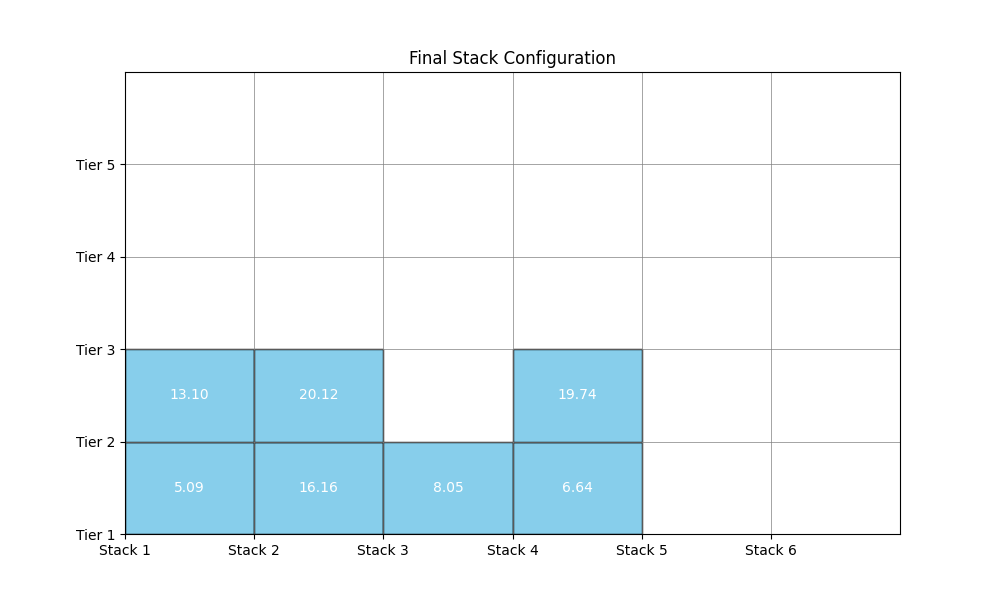 Final Stack Configuration
Tier 5
Tier 4
Tier 3
13.10 20.12 19.74
Tier 2
5.09 16.16 8.05 6.64
Tier 1
Stack 1 Stack 2 Stack 3 Stack 4 Stack 5 Stack 6